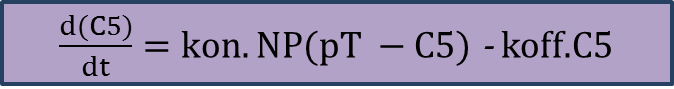 d(C5)/dt = kon. NP(pT − C5) - koff.C5